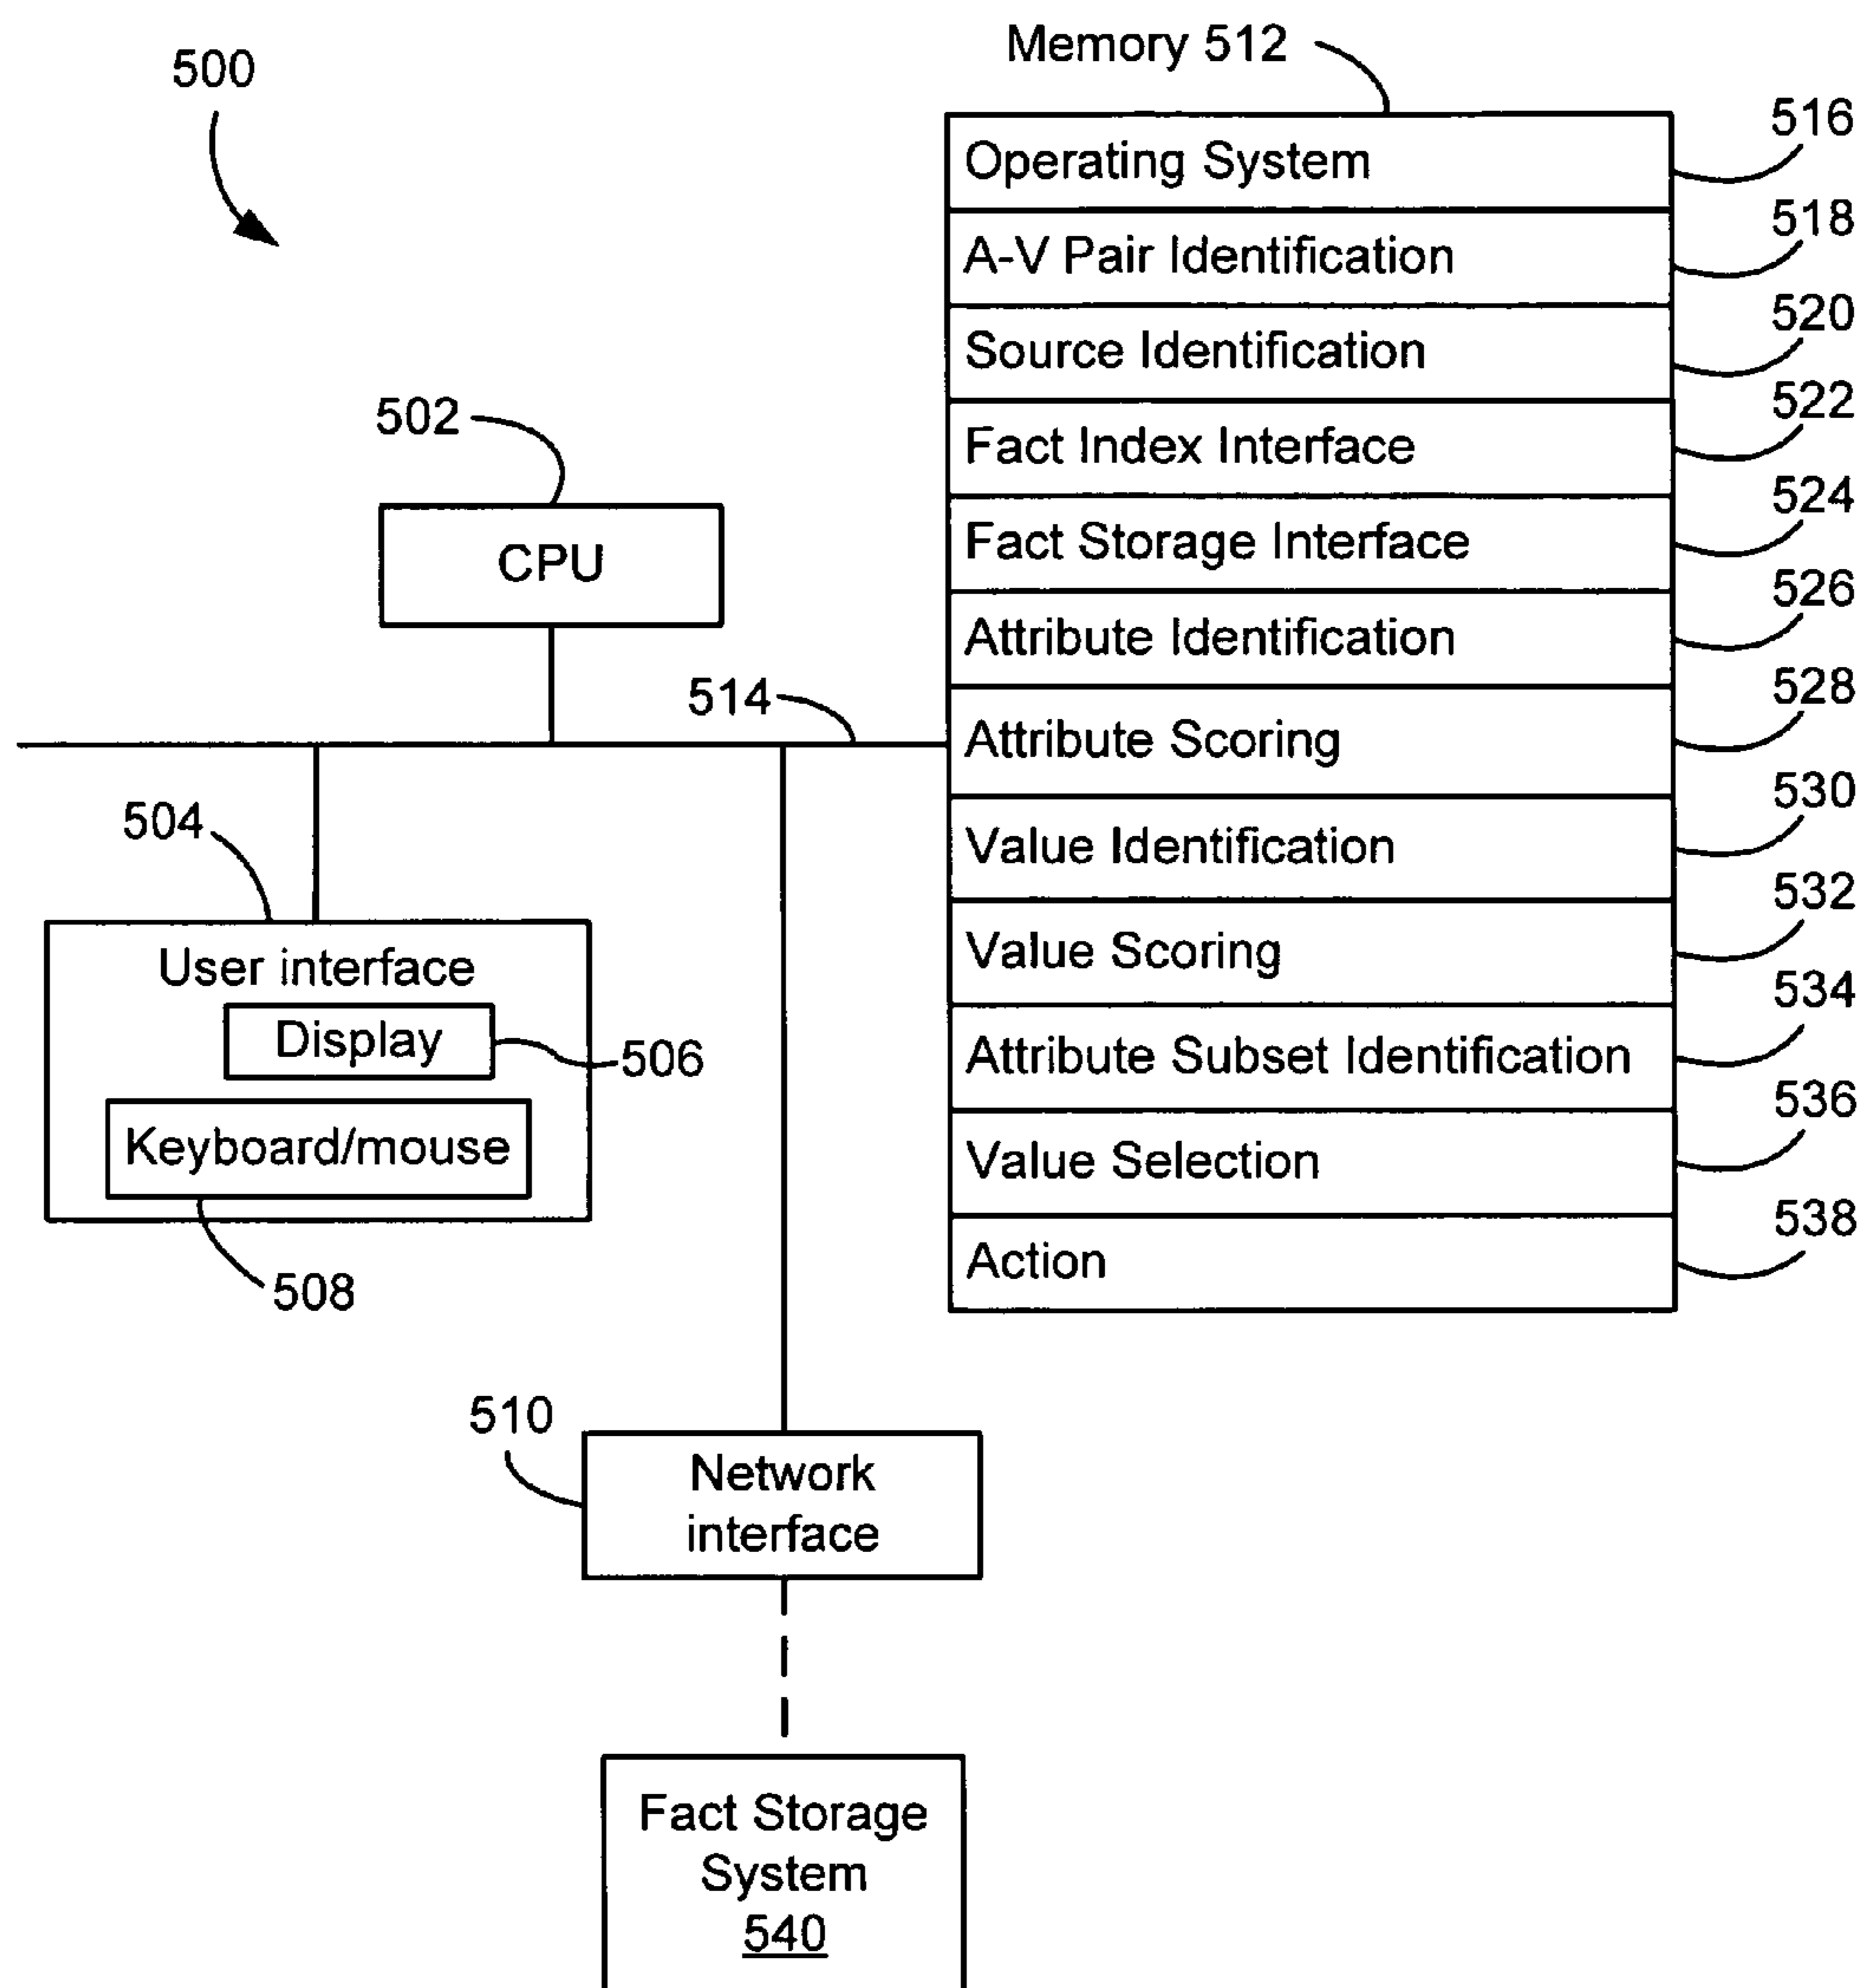 Memory 512
500
Operating System
516
A-V Pair Identification
518
Source Identification
520
Fact Index Interface
522
Fact Storage Interface
524
Attribute Identification
526
Attribute Scoring
528
Value Identification
530
Value Scoring
532
Attribute Subset Identification
534
Value Selection
536
Action
538
502
CPU
514
504
User interface
Display
506
Keyboard/mouse
508
510
Network
interface
Fact Storage
System
540